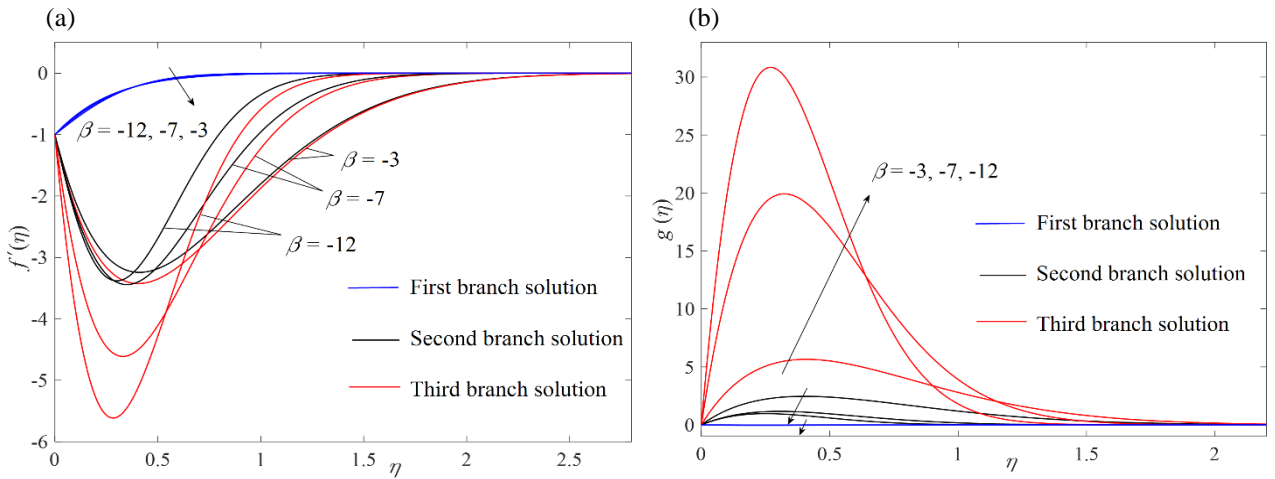 (a)
0
-1
-2
-3
-4
-5
-6
f′(η)
0
0.5
1
1.5
2
2.5
η
β = -12, -7, -3
β = -3
β = -7
β = -12
First branch solution
Second branch solution
Third branch solution
(b)
30
25
20
15
10
5
0
g (η)
0
0.5
1
1.5
2
η
β = -3, -7, -12
First branch solution
Second branch solution
Third branch solution